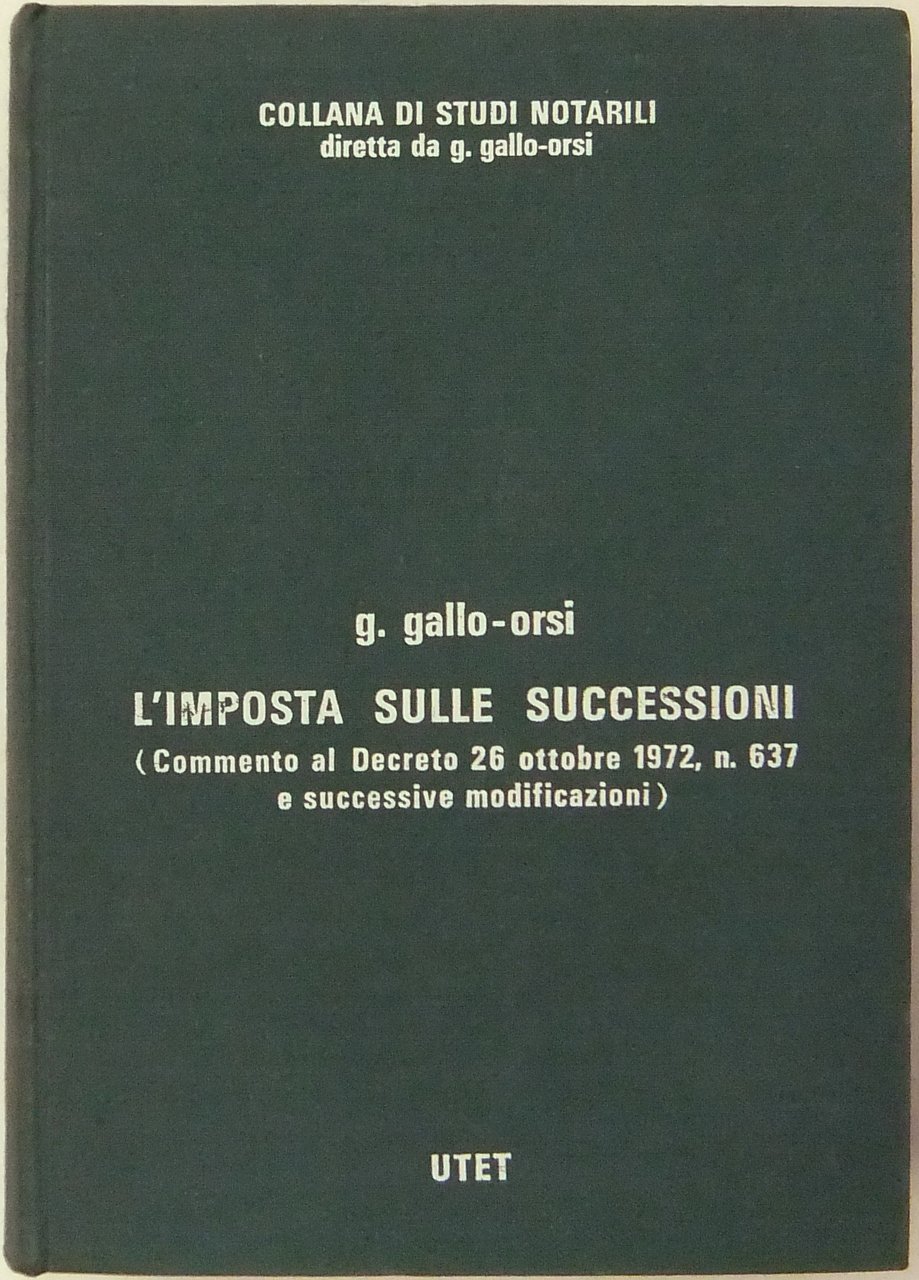 COLLANA DI STUDI NOTARILI
diretta da g. gallo-orsi
g. gallo-orsi
L'IMPOSTA SULLE SUCCESSIONI
(Commento al Decreto 26 ottobre 1972, n. 637
e successive modificazioni)
UTET